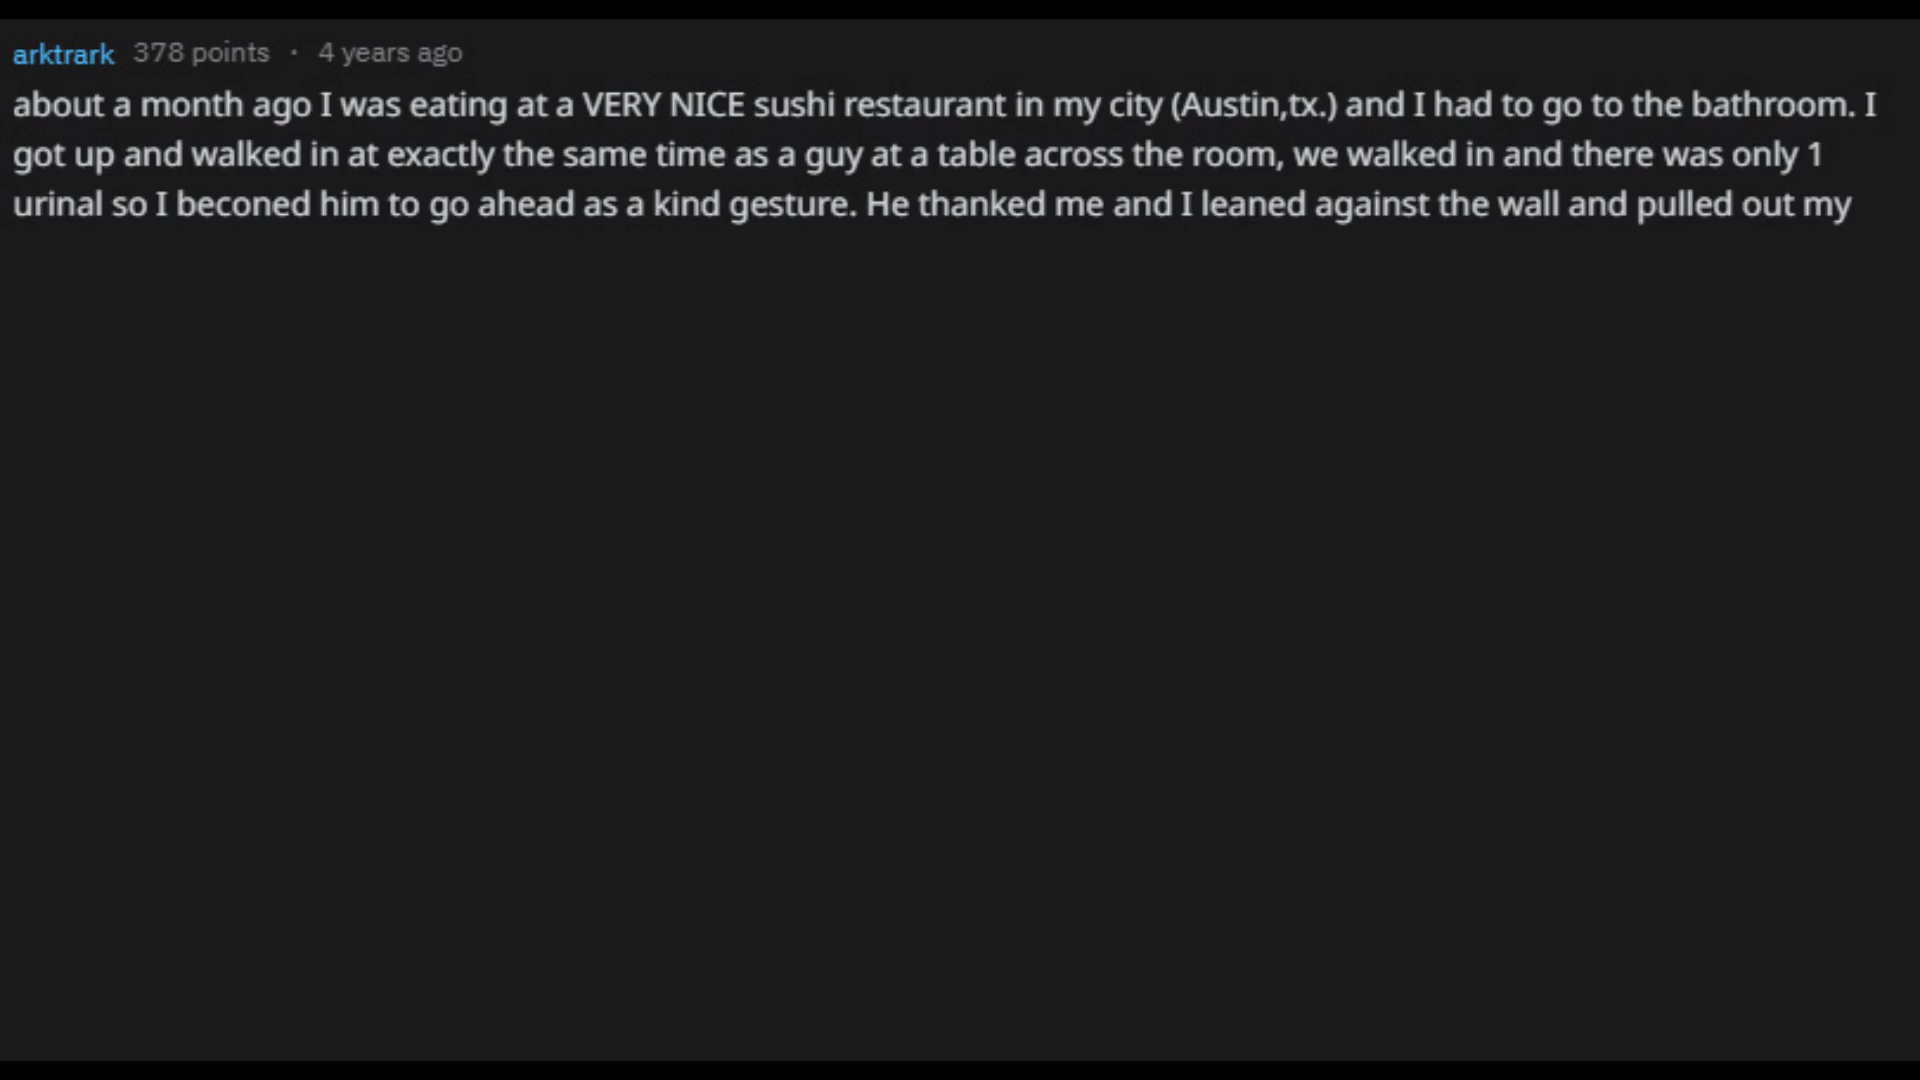 arktrark 378 points · 4 years ago
about a month ago I was eating at a VERY NICE sushi restaurant in my city (Austin,tx.) and I had to go to the bathroom. I
got up and walked in at exactly the same time as a guy at a table across the room, we walked in and there was only 1
urinal so I beconed him to go ahead as a kind gesture. He thanked me and I leaned against the wall and pulled out my